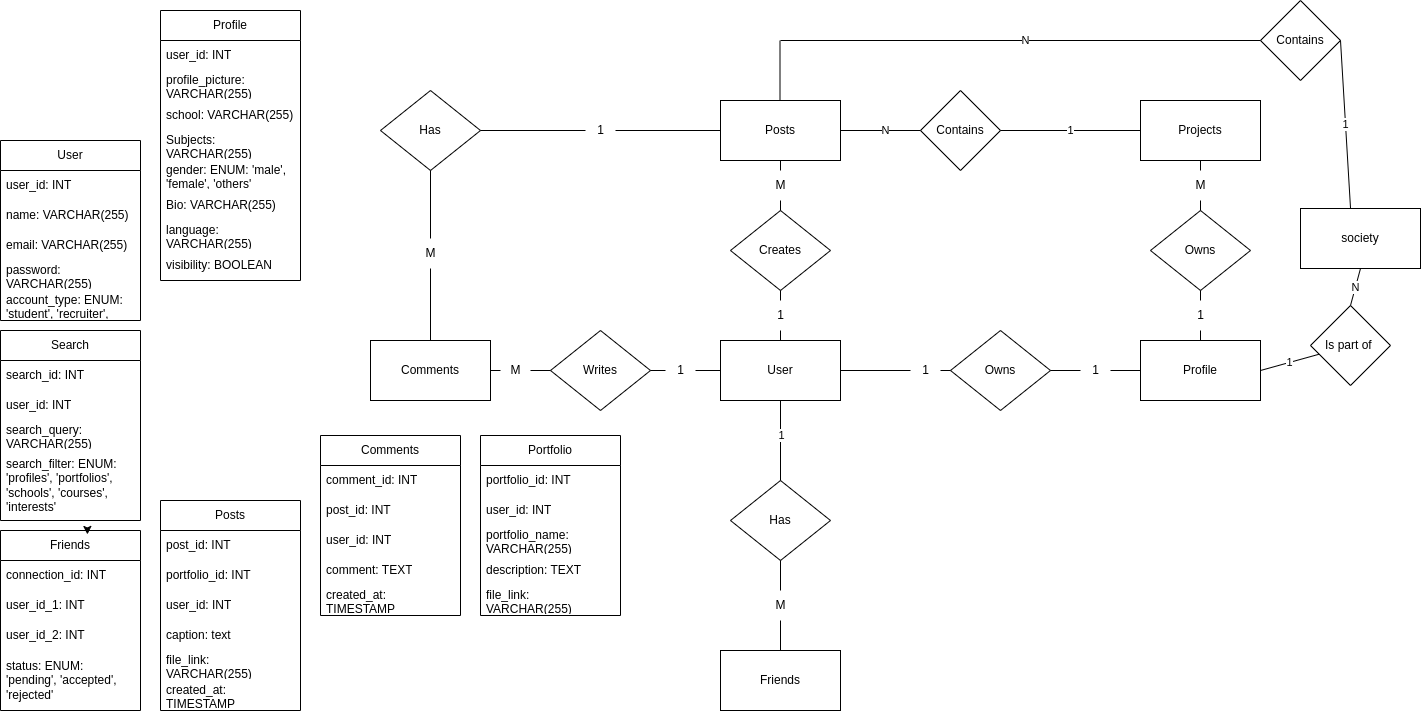 Profile
user_id: INT
profile_picture:
VARCHAR(255)
school: VARCHAR(255)
Subjects:
VARCHAR(255)
gender: ENUM: 'male',
'female', 'others'
Bio: VARCHAR(255)
language:
VARCHAR(255)
visibility: BOOLEAN
User
user_id: INT
name: VARCHAR(255)
email: VARCHAR(255)
password:
VARCHAR(255)
account_type: ENUM:
'student', 'recruiter',
Search
search_id: INT
user_id: INT
search_query:
VARCHAR(255)
search_filter: ENUM:
'profiles', 'portfolios',
'schools', 'courses',
'interests'
Friends
connection_id: INT
user_id_1: INT
user_id_2: INT
status: ENUM:
'pending', 'accepted',
'rejected'
Posts
post_id: INT
portfolio_id: INT
user_id: INT
caption: text
file_link:
VARCHAR(255)
created_at:
TIMESTAMP
Comments
comment_id: INT
post_id: INT
user_id: INT
comment: TEXT
created_at:
TIMESTAMP
Portfolio
portfolio_id: INT
user_id: INT
portfolio_name:
VARCHAR(255)
description: TEXT
file_link:
VARCHAR(255)
N
Contains
Has
1
Posts
N
Contains
1
Projects
1
M
M
Creates
Owns
society
M
N
1
1
Is part of
1
Comments
M
Writes
1
User
1
Owns
1
Profile
1
Has
M
Friends